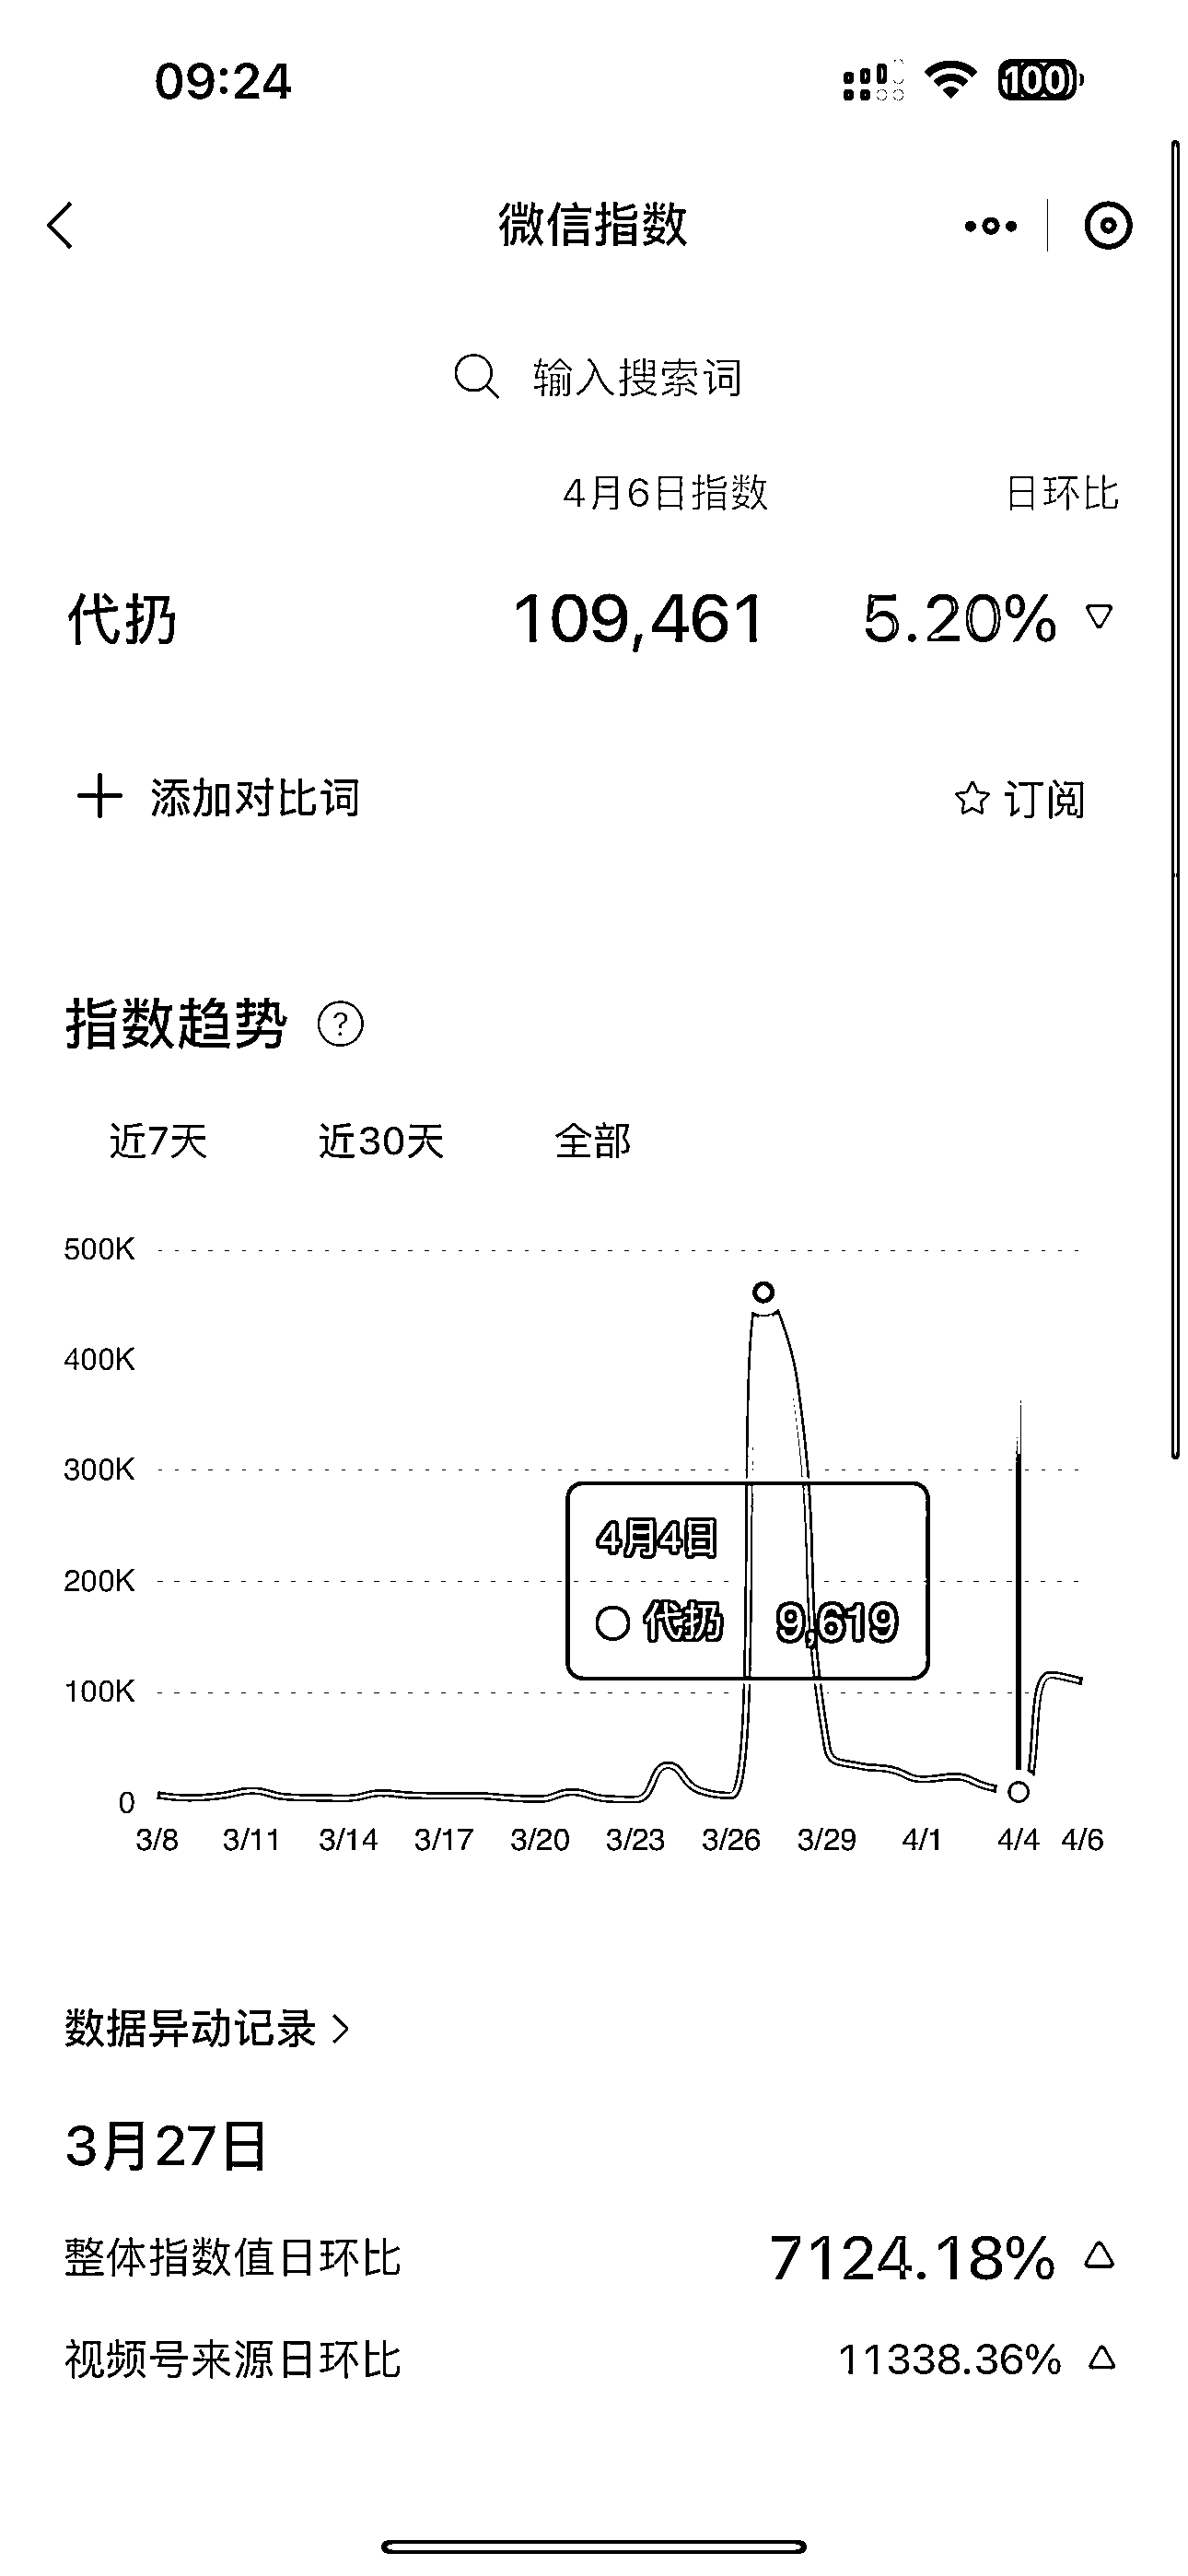 09:24
100
微信指数
输入搜索词
4月6日指数 日环比
代扔 109,461 5.20%
添加对比词 订阅
指数趋势 ?
近7天 近30天 全部
500K
400K
300K
4月4日
200K
代扔 9,619
100K
0
3/8 3/11 3/14 3/17 3/20 3/23 3/26 3/29 4/1 4/4 4/6
数据异动记录 >
3月27日
整体指数值日环比 7124.18%
视频号来源日环比 11338.36%